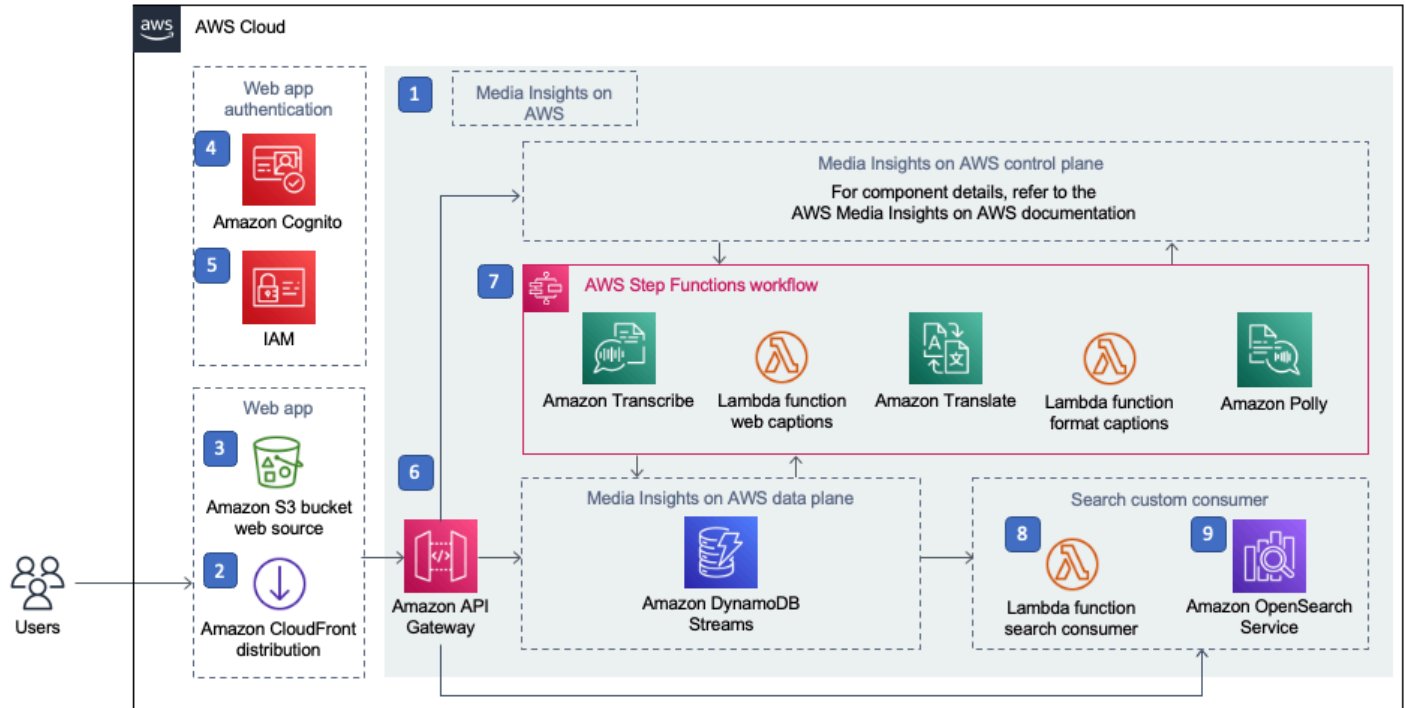 aws
AWS Cloud
Web app
authentication
4
Amazon Cognito
5
IAM
Web app
3
Amazon S3 bucket
web source
2
Amazon CloudFront
distribution
Users
1
Media Insights on
AWS
Media Insights on AWS control plane
For component details, refer to the
AWS Media Insights on AWS documentation
7
AWS Step Functions workflow
Amazon Transcribe
Lambda function
web captions
A
文
Amazon Translate
Lambda function
format captions
Amazon Polly
6
</>
Amazon API
Gateway
Media Insights on AWS data plane
Amazon DynamoDB
Streams
Search custom consumer
8
Lambda function
search consumer
9
Amazon OpenSearch
Service